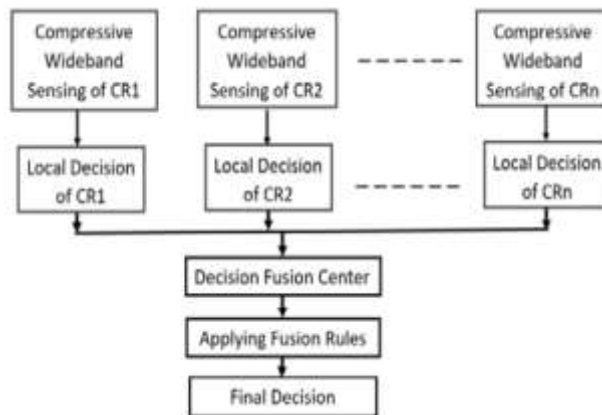 Compressive
Wideband
Sensing of CR1
Compressive
Wideband
Sensing of CR2
Compressive
Wideband
Sensing of CRn
Local Decision
of CR1
Local Decision
of CR2
Local Decision
of CRn
Decision Fusion Center
Applying Fusion Rules
Final Decision